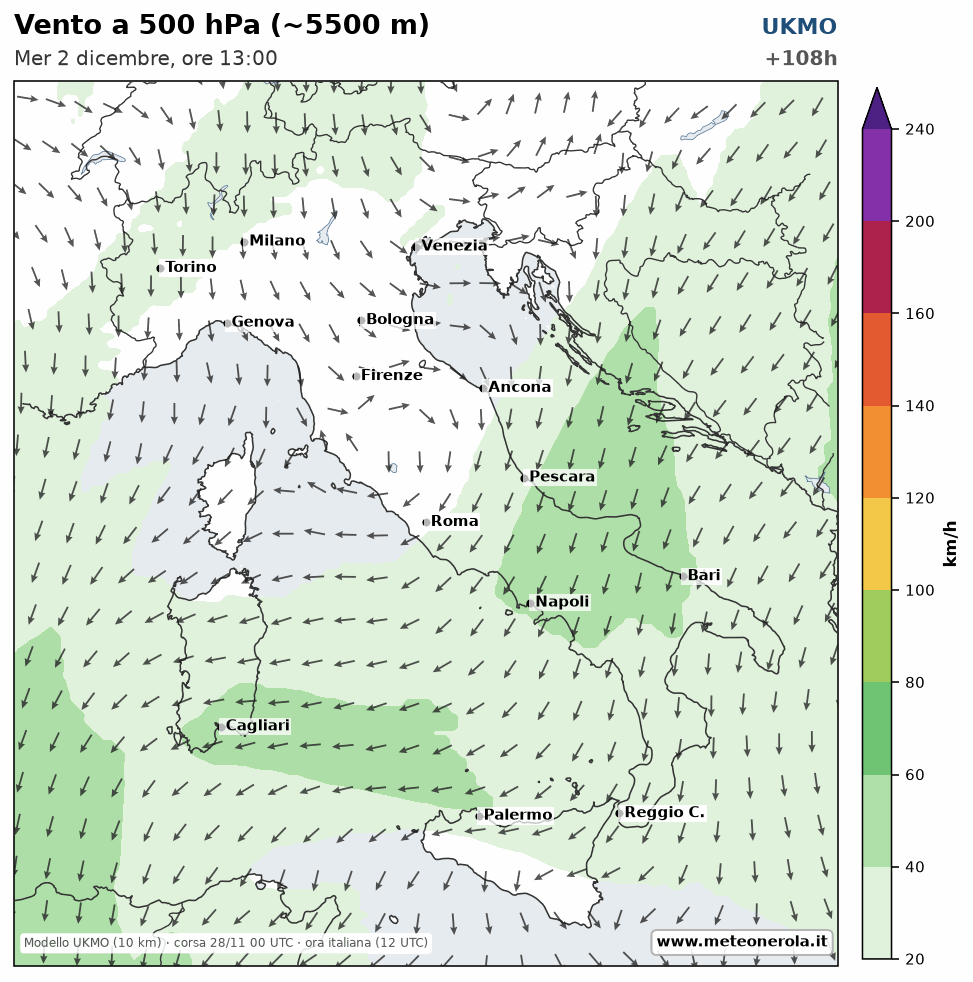 Vento a 500 hPa (~5500 m)
UKMO
Mer 2 dicembre, ore 13:00
+108h
Milano
Venezia
Torino
Genova
Bologna
Firenze
Ancona
Pescara
Roma
Bari
Napoli
Cagliari
Palermo
Reggio C.
240
200
160
140
120
100
80
60
40
20
km/h
Modello UKMO (10 km) · corsa 28/11 00 UTC · ora italiana (12 UTC)
www.meteonerola.it